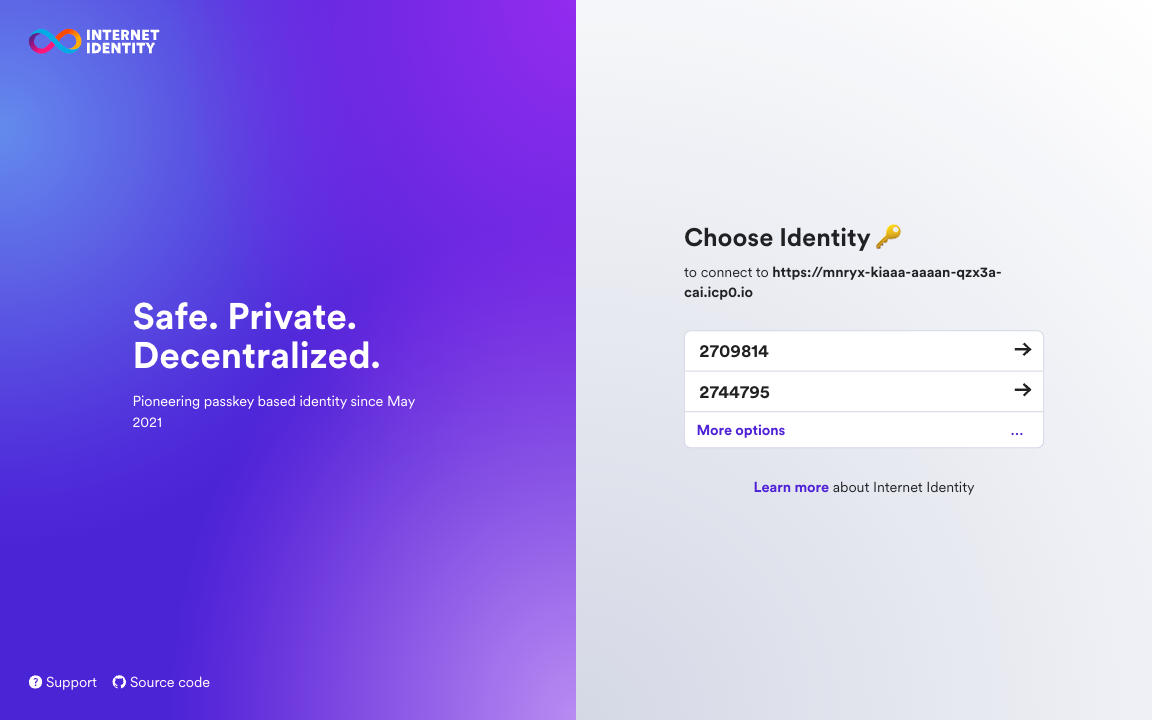 INTERNET
IDENTITY
Safe. Private.
Decentralized.
Pioneering passkey based identity since May
2021
Support
Source code
Choose Identity 🔑
to connect to https://mnryx-kiaaa-aaaan-qzx3a-
cai.icp0.io
2709814
2744795
More options ...
Learn more about Internet Identity